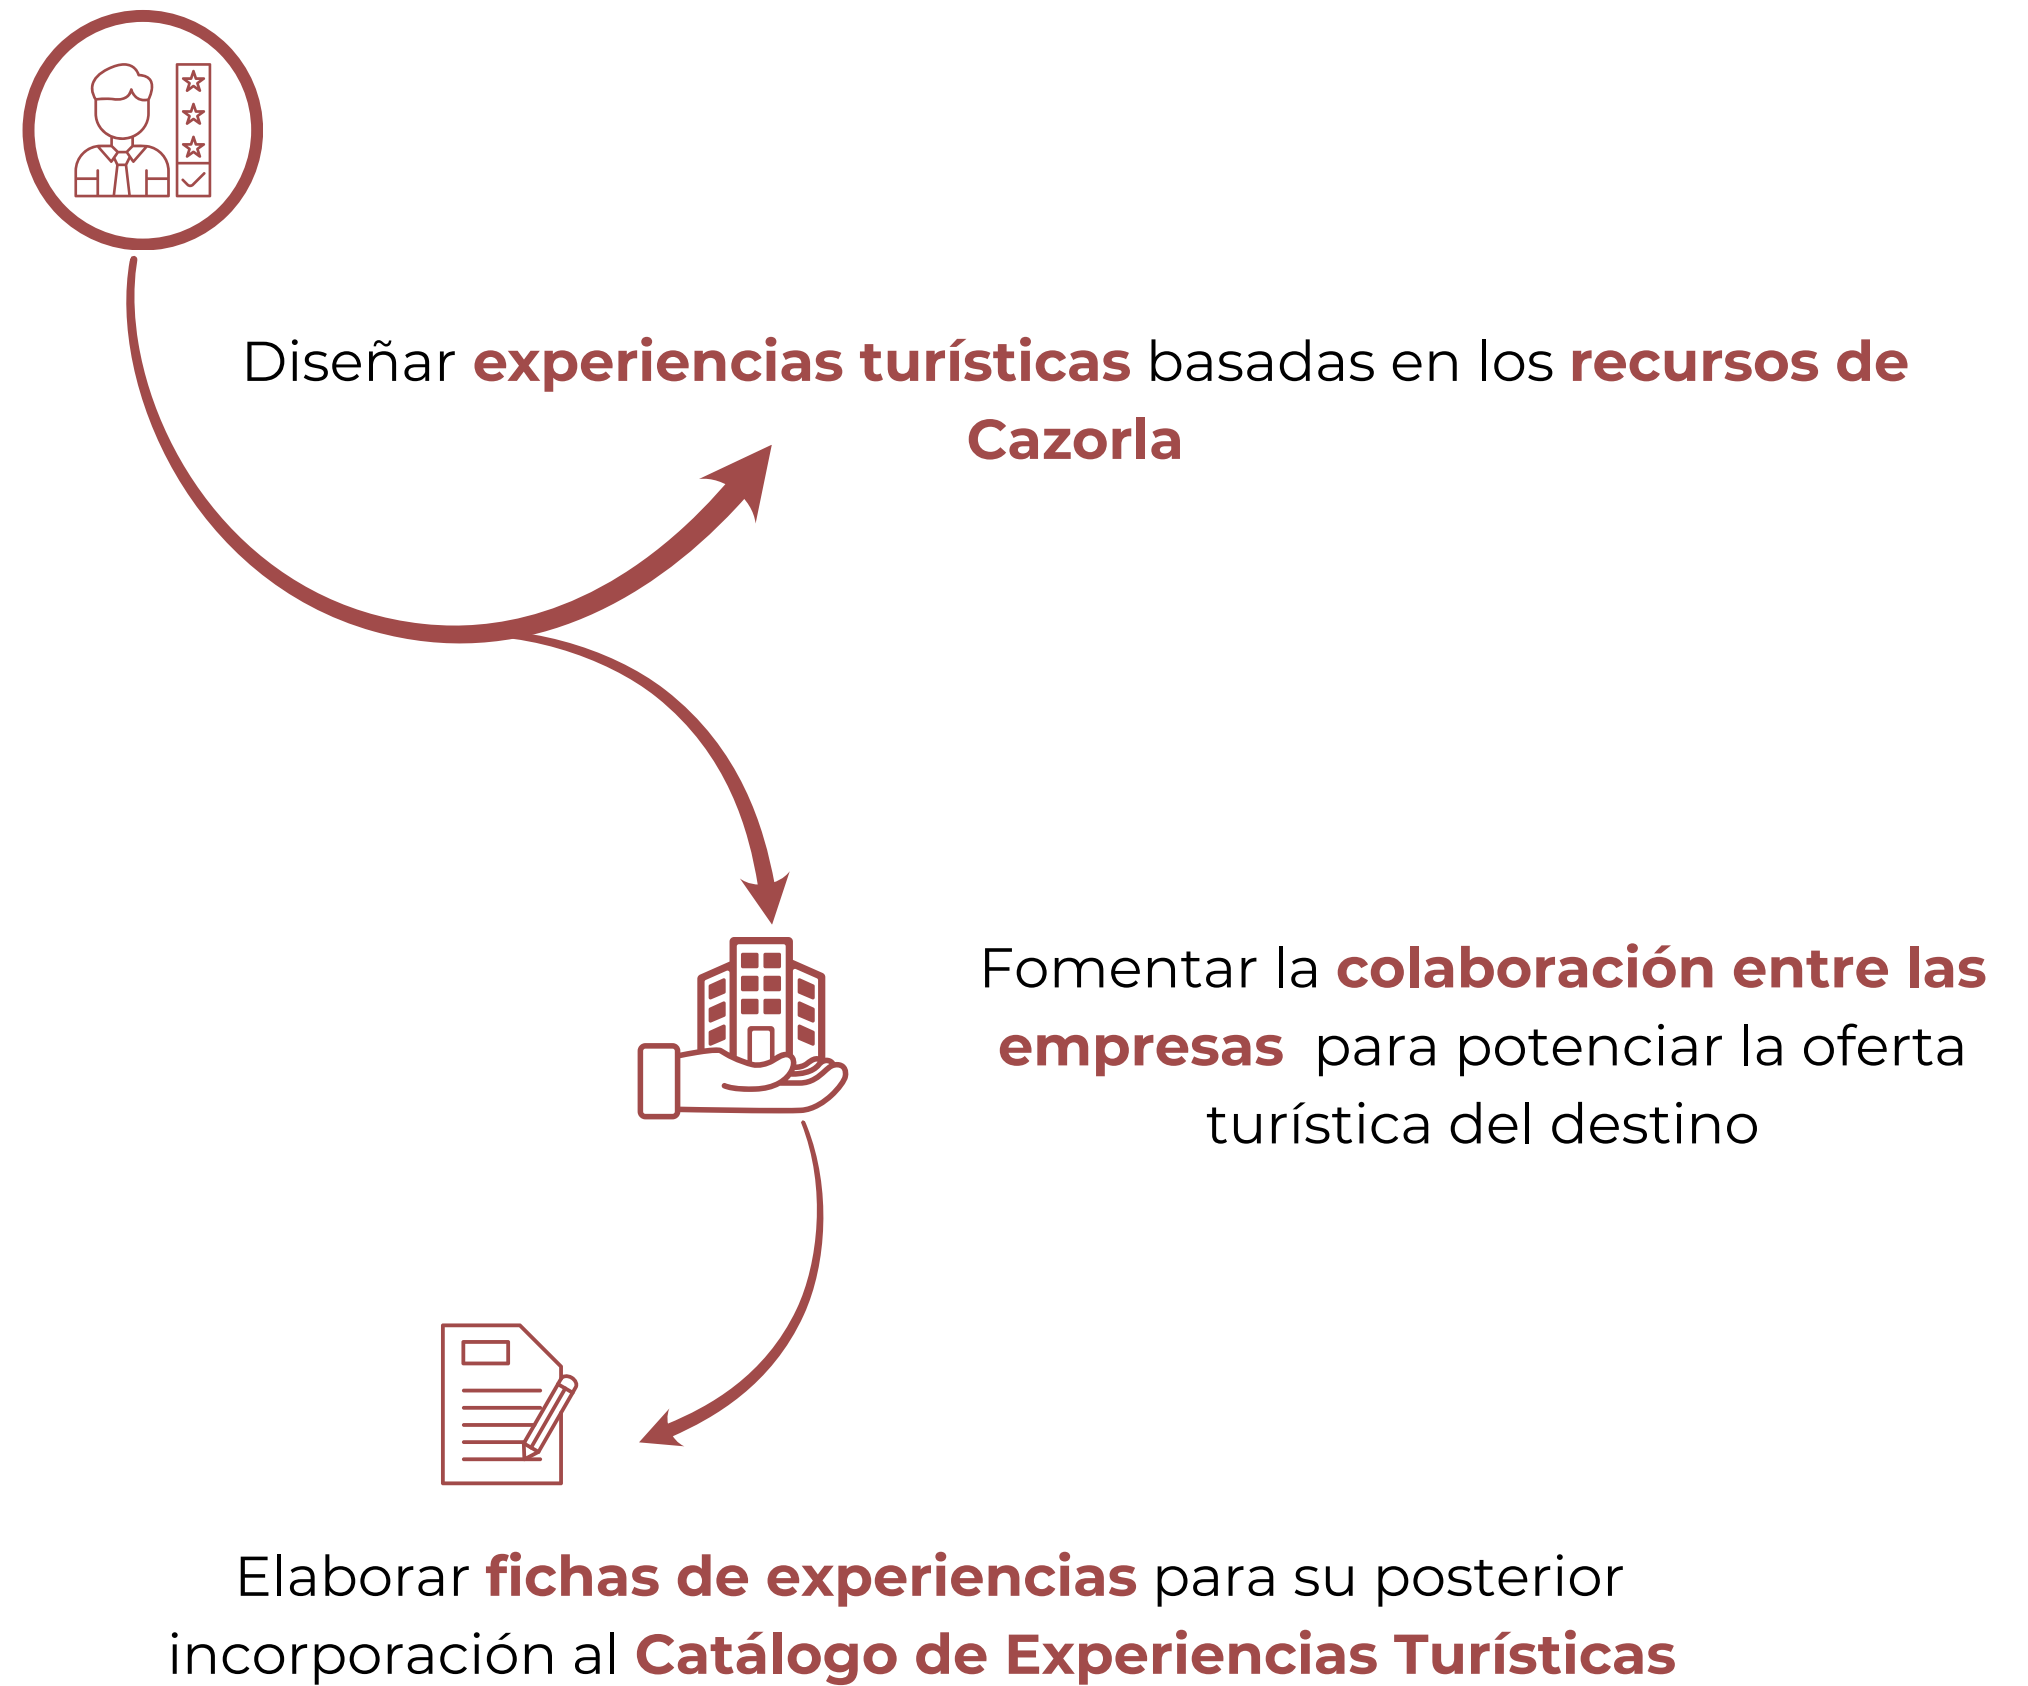 Diseñar experiencias turísticas basadas en los recursos de
Cazorla
Fomentar la colaboración entre las
empresas para potenciar la oferta
turística del destino
Elaborar fichas de experiencias para su posterior
incorporación al Catálogo de Experiencias Turísticas